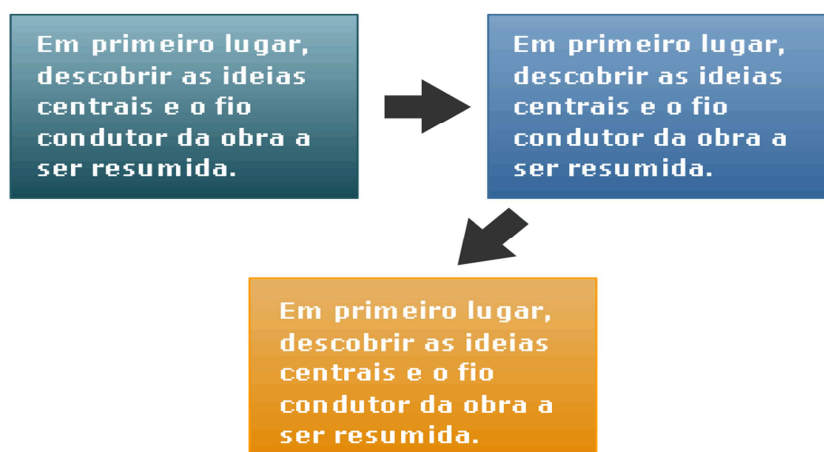 Em primeiro lugar,
descobrir as ideias
centrais e o fio
condutor da obra a
ser resumida.
Em primeiro lugar,
descobrir as ideias
centrais e o fio
condutor da obra a
ser resumida.
Em primeiro lugar,
descobrir as ideias
centrais e o fio
condutor da obra a
ser resumida.